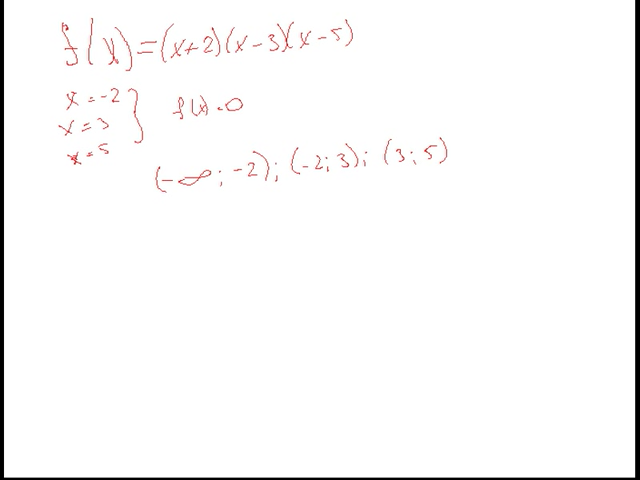 f(x)=(x+2)(x-3)(x-5)
x=-2
x=3 } f(x)=0
x=5
(-∞;-2); (-2;3); (3;5)